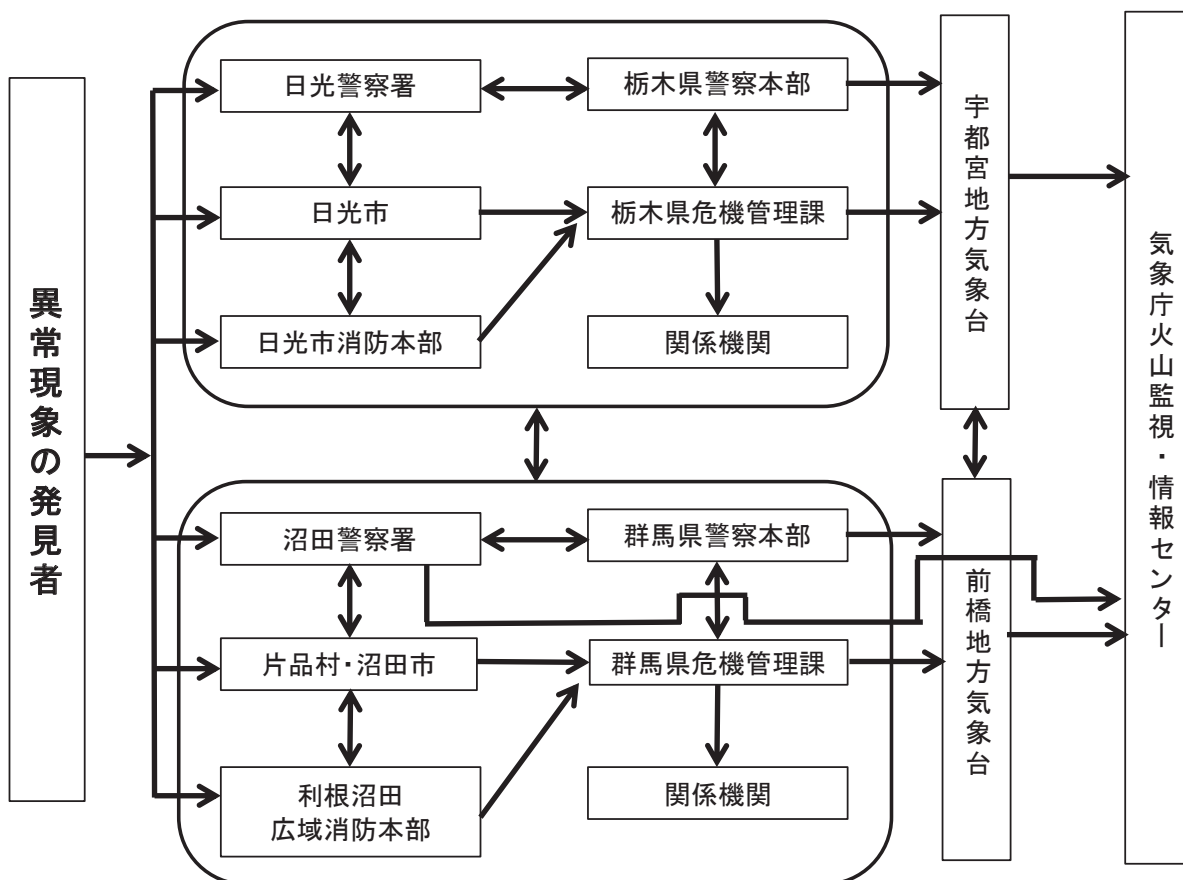 異常現象の発見者
日光警察署
栃木県警察本部
日光市
栃木県危機管理課
日光市消防本部
関係機関
宇都宮地方気象台
沼田警察署
群馬県警察本部
片品村・沼田市
群馬県危機管理課
利根沼田
広域消防本部
関係機関
前橋地方気象台
気象庁火山監視・情報センター